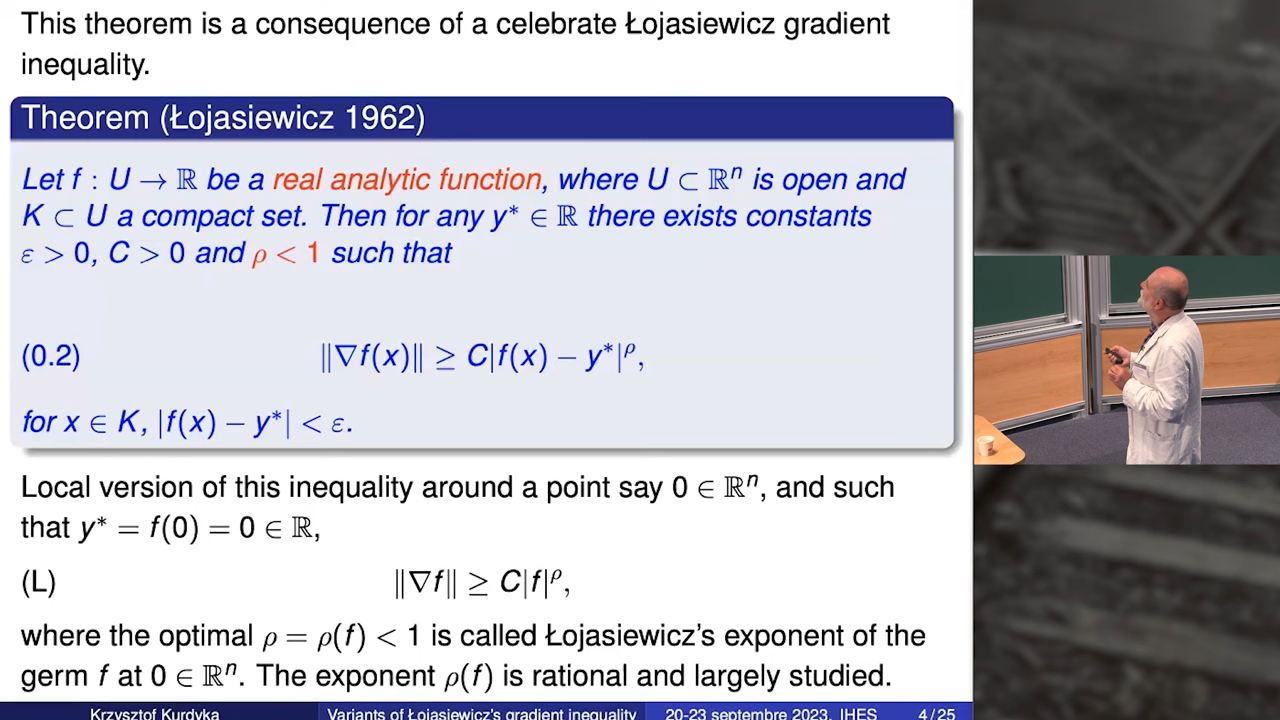 This theorem is a consequence of a celebrate Łojasiewicz gradient
inequality.
Theorem (Łojasiewicz 1962)
Let f : U → ℝ be a real analytic function, where U ⊂ ℝⁿ is open and
K ⊂ U a compact set. Then for any y* ∈ ℝ there exists constants
ε > 0, C > 0 and ρ < 1 such that
(0.2) ‖∇f(x)‖ ≥ C|f(x) − y*|^ρ,
for x ∈ K, |f(x) − y*| < ε.
Local version of this inequality around a point say 0 ∈ ℝⁿ, and such
that y* = f(0) = 0 ∈ ℝ,
(L) ‖∇f‖ ≥ C|f|^ρ,
where the optimal ρ = ρ(f) < 1 is called Łojasiewicz's exponent of the
germ f at 0 ∈ ℝⁿ. The exponent ρ(f) is rational and largely studied.
Krzysztof Kurdyka Variants of Łojasiewicz's gradient inequality 20-23 septembre 2023, IHES 4 / 25